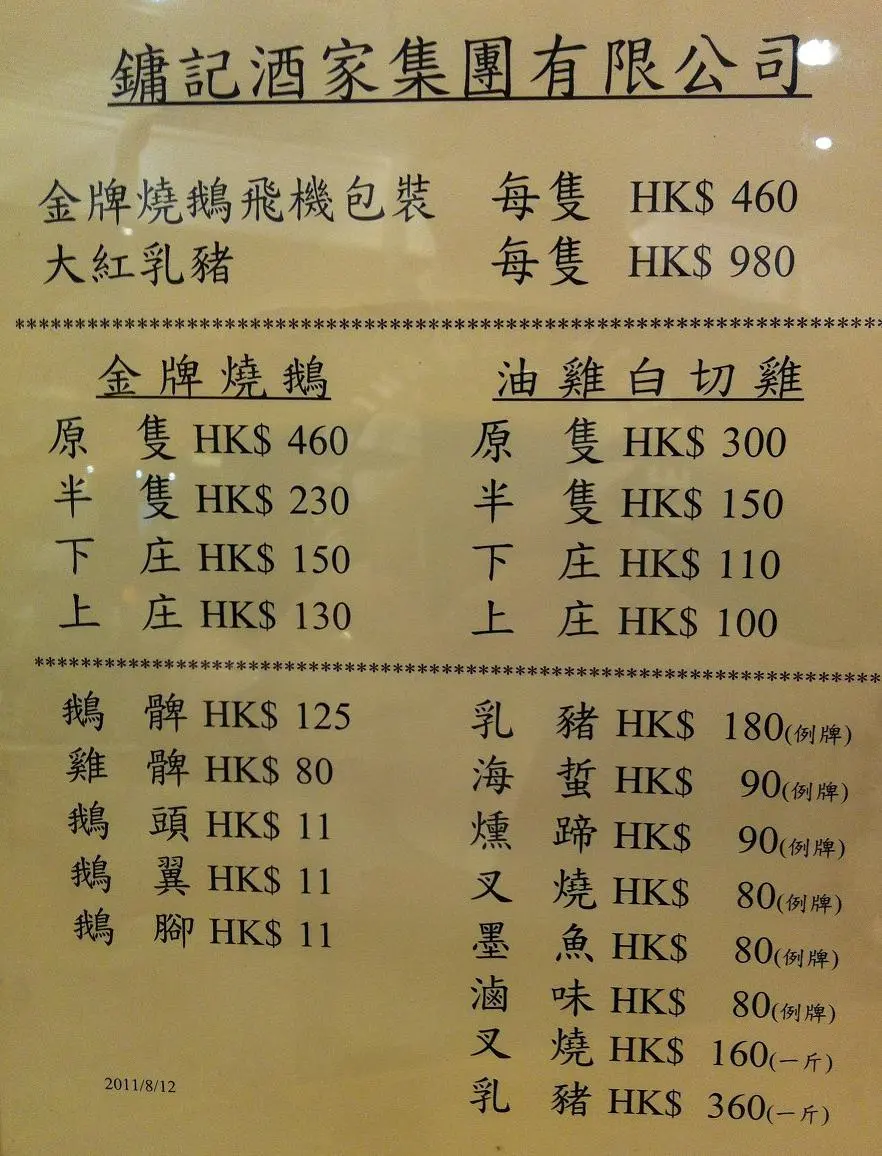 鏞記酒家集團有限公司
金牌燒鵝飛機包裝 每隻 HK$ 460
大紅乳豬 每隻 HK$ 980
************************************************************************
金牌燒鵝 油雞白切雞
原隻 HK$ 460 原隻 HK$ 300
半隻 HK$ 230 半隻 HK$ 150
下庄 HK$ 150 下庄 HK$ 110
上庄 HK$ 130 上庄 HK$ 100
************************************************************************
鵝髀 HK$ 125 乳豬 HK$ 180(例牌)
雞髀 HK$ 80 海蜇 HK$ 90(例牌)
鵝頭 HK$ 11 燻蹄 HK$ 90(例牌)
鵝翼 HK$ 11 叉燒 HK$ 80(例牌)
鵝腳 HK$ 11 墨魚 HK$ 80(例牌)
滷味 HK$ 80(例牌)
叉燒 HK$ 160(一斤)
乳豬 HK$ 360(一斤)
2011/8/12